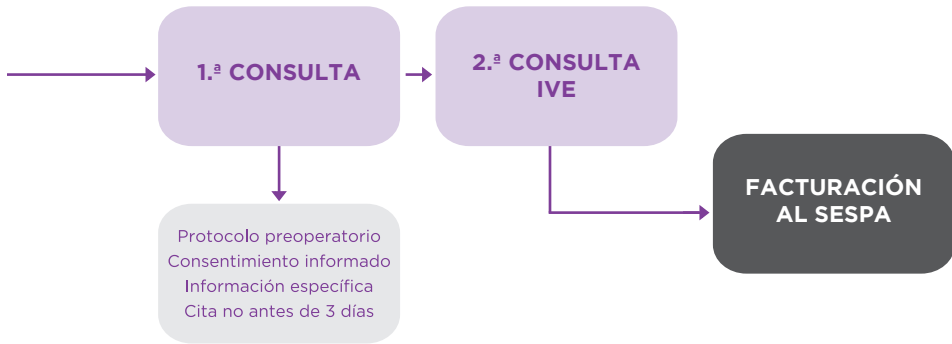 1.ª CONSULTA
2.ª CONSULTA
IVE
FACTURACIÓN
AL SESPA
Protocolo preoperatorio
Consentimiento informado
Información específica
Cita no antes de 3 días